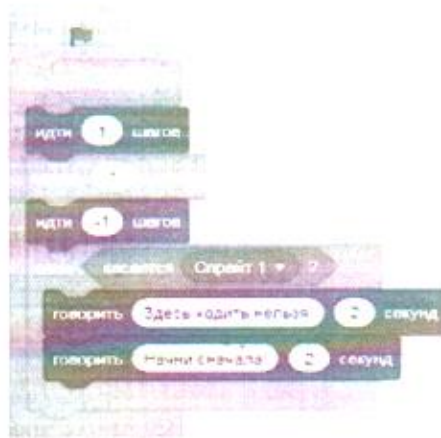 идти 1 шагов
идти -1 шагов
касается Спрайт 1 ?
говорить Здесь ходить нельзя 2 секунд
говорить Начни сначала 2 секунд